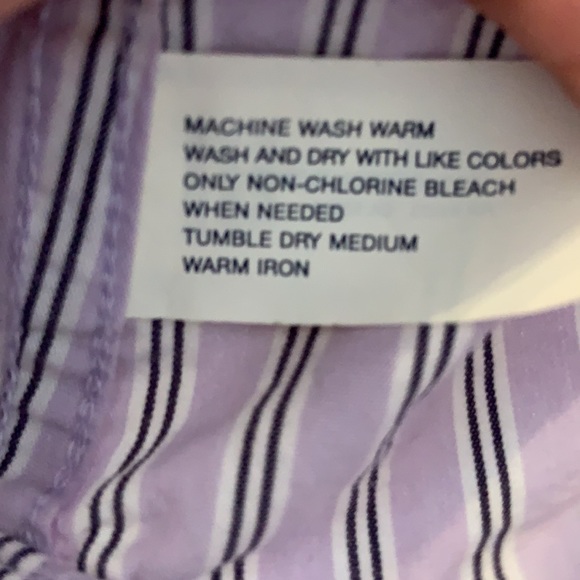 MACHINE WASH WARM
WASH AND DRY WITH LIKE COLORS
ONLY NON-CHLORINE BLEACH
WHEN NEEDED
TUMBLE DRY MEDIUM
WARM IRON